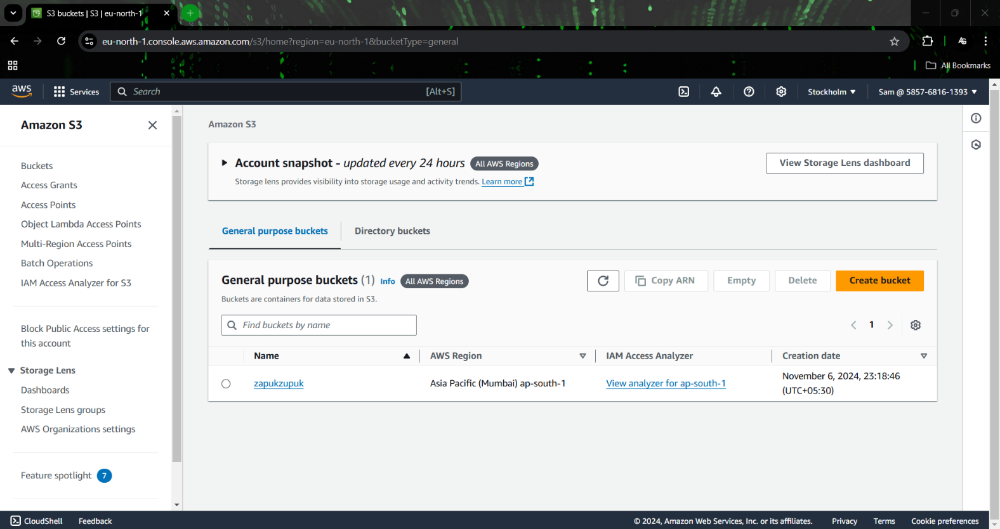 S3 buckets | S3 | eu-north-1
eu-north-1.console.aws.amazon.com/s3/home?region=eu-north-1&bucketType=general
All Bookmarks
aws
Services
Search
[Alt+S]
Stockholm
Sam @ 5857-6816-1393
Amazon S3
Buckets
Access Grants
Access Points
Object Lambda Access Points
Multi-Region Access Points
Batch Operations
IAM Access Analyzer for S3
Block Public Access settings for
this account
Storage Lens
Dashboards
Storage Lens groups
AWS Organizations settings
Feature spotlight 7
Amazon S3
Account snapshot - updated every 24 hours All AWS Regions
View Storage Lens dashboard
Storage lens provides visibility into storage usage and activity trends. Learn more
General purpose buckets
Directory buckets
General purpose buckets (1) Info All AWS Regions
Copy ARN
Empty
Delete
Create bucket
Buckets are containers for data stored in S3.
Find buckets by name
1
Name
AWS Region
IAM Access Analyzer
Creation date
zapukzupuk
Asia Pacific (Mumbai) ap-south-1
View analyzer for ap-south-1
November 6, 2024, 23:18:46
(UTC+05:30)
CloudShell
Feedback
© 2024, Amazon Web Services, Inc. or its affiliates.
Privacy
Terms
Cookie preferences